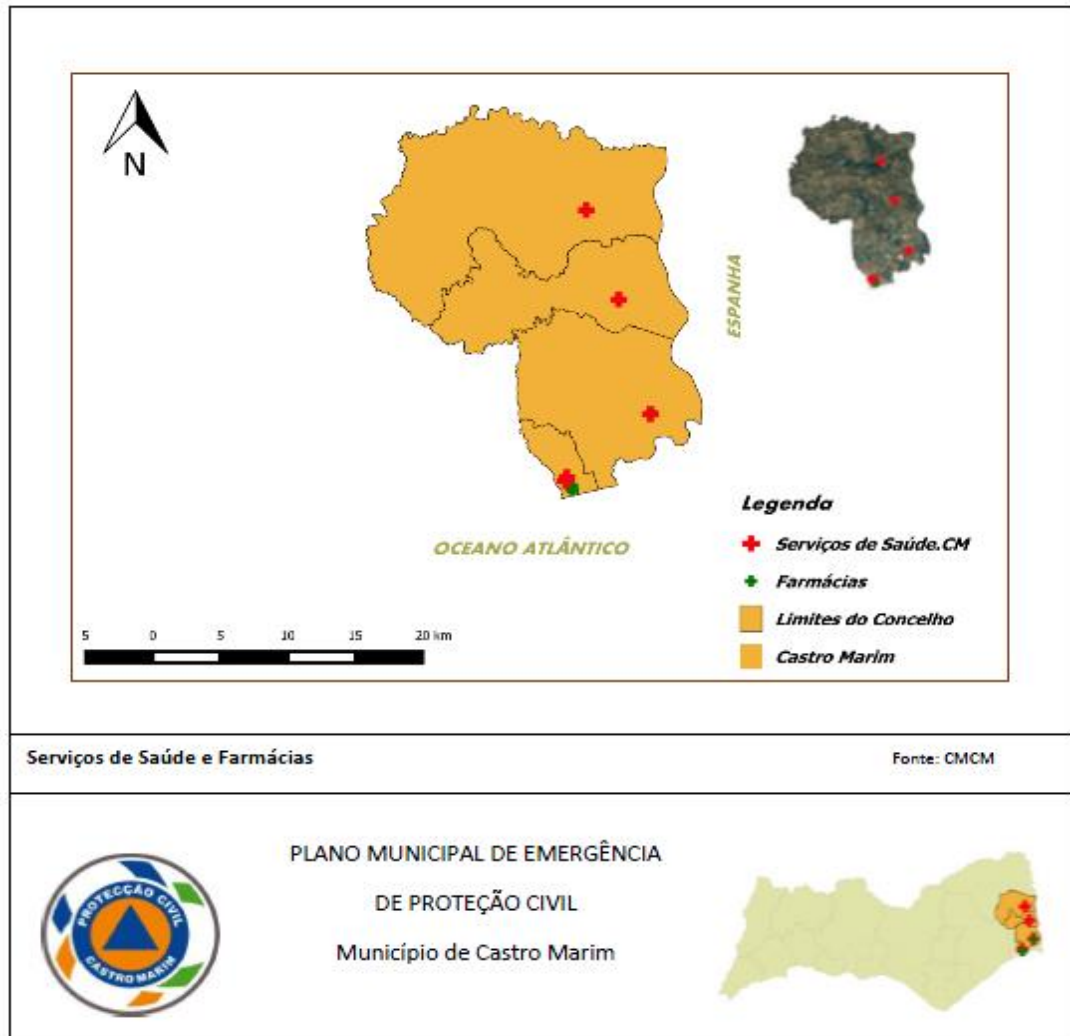 N
ESPANHA
OCEANO ATLÂNTICO
Legenda
Serviços de Saúde.CM
Farmácias
Limites do Concelho
Castro Marim
5 0 5 10 15 20 km
Serviços de Saúde e Farmácias
Fonte: CMCM
PROTECÇÃO CIVIL
CASTRO MARIM
PLANO MUNICIPAL DE EMERGÊNCIA
DE PROTEÇÃO CIVIL
Município de Castro Marim